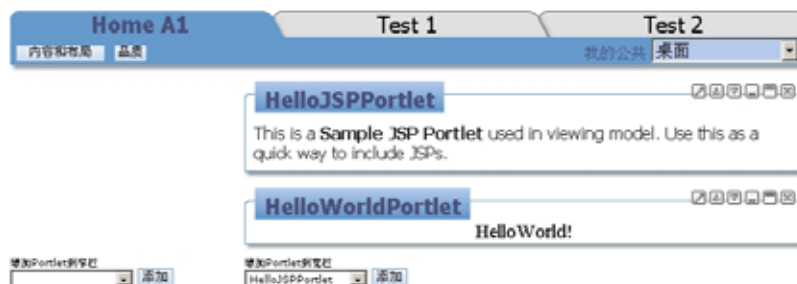 Home A1 Test 1 Test 2
内容和布局 品质 我的公共 桌面
HelloJSPPortlet
This is a Sample JSP Portlet used in viewing model. Use this as a
quick way to include JSPs.
HelloWorldPortlet
HelloWorld!
增加Portlet到窄栏 增加Portlet到宽栏
添加 HelloJSPPortlet 添加